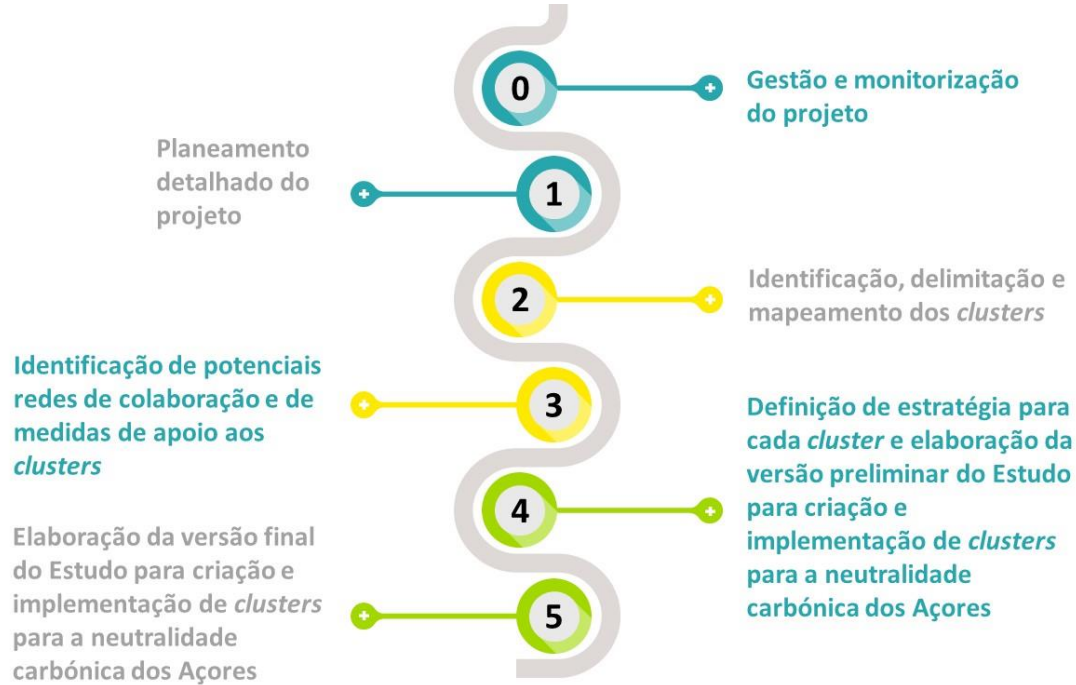 0
Gestão e monitorização
do projeto
Planeamento
detalhado do
projeto
1
2
Identificação, delimitação e
mapeamento dos clusters
Identificação de potenciais
redes de colaboração e de
medidas de apoio aos
clusters
3
4
Definição de estratégia para
cada cluster e elaboração da
versão preliminar do Estudo
para criação e
implementação de clusters
para a neutralidade
carbónica dos Açores
Elaboração da versão final
do Estudo para criação e
implementação de clusters
para a neutralidade
carbónica dos Açores
5